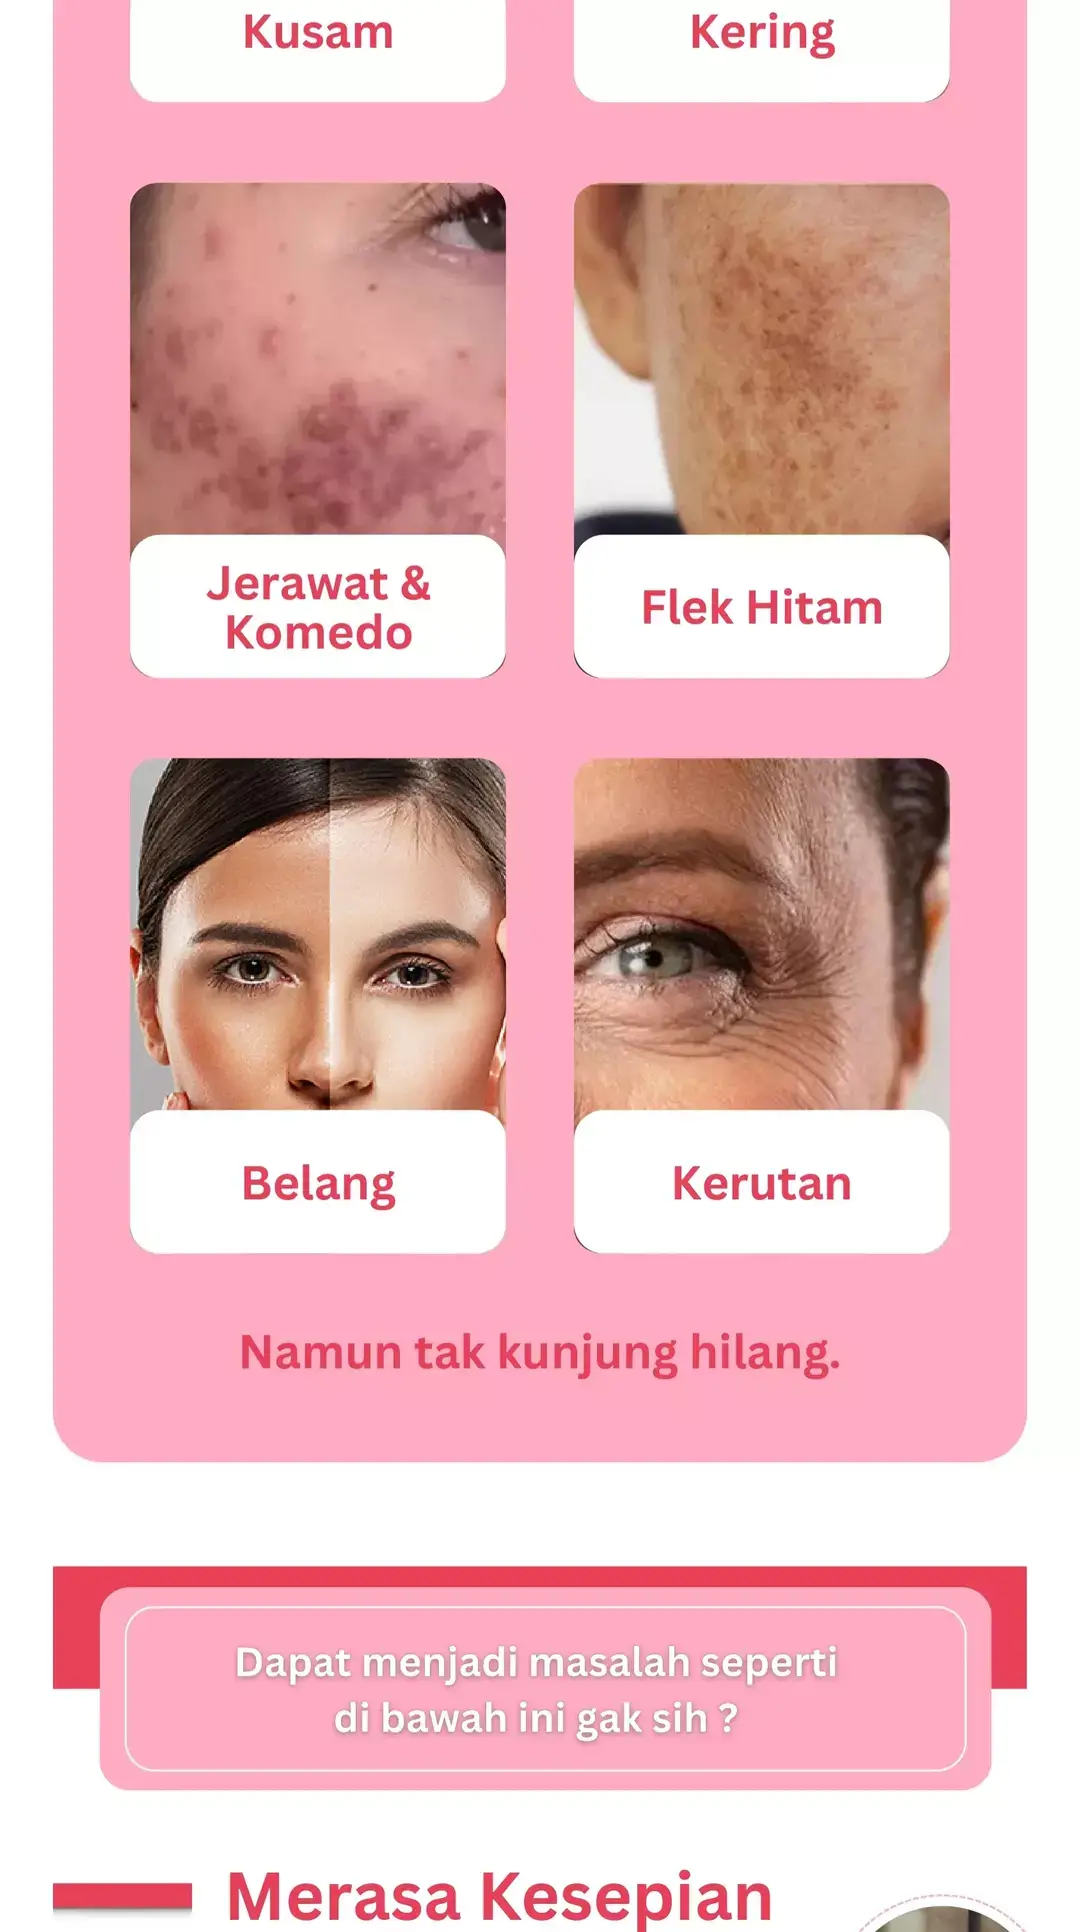 Kusam
Kering
Jerawat &
Komedo
Flek Hitam
Belang
Kerutan
Namun tak kunjung hilang.
Dapat menjadi masalah seperti
di bawah ini gak sih ?
Merasa Kesepian